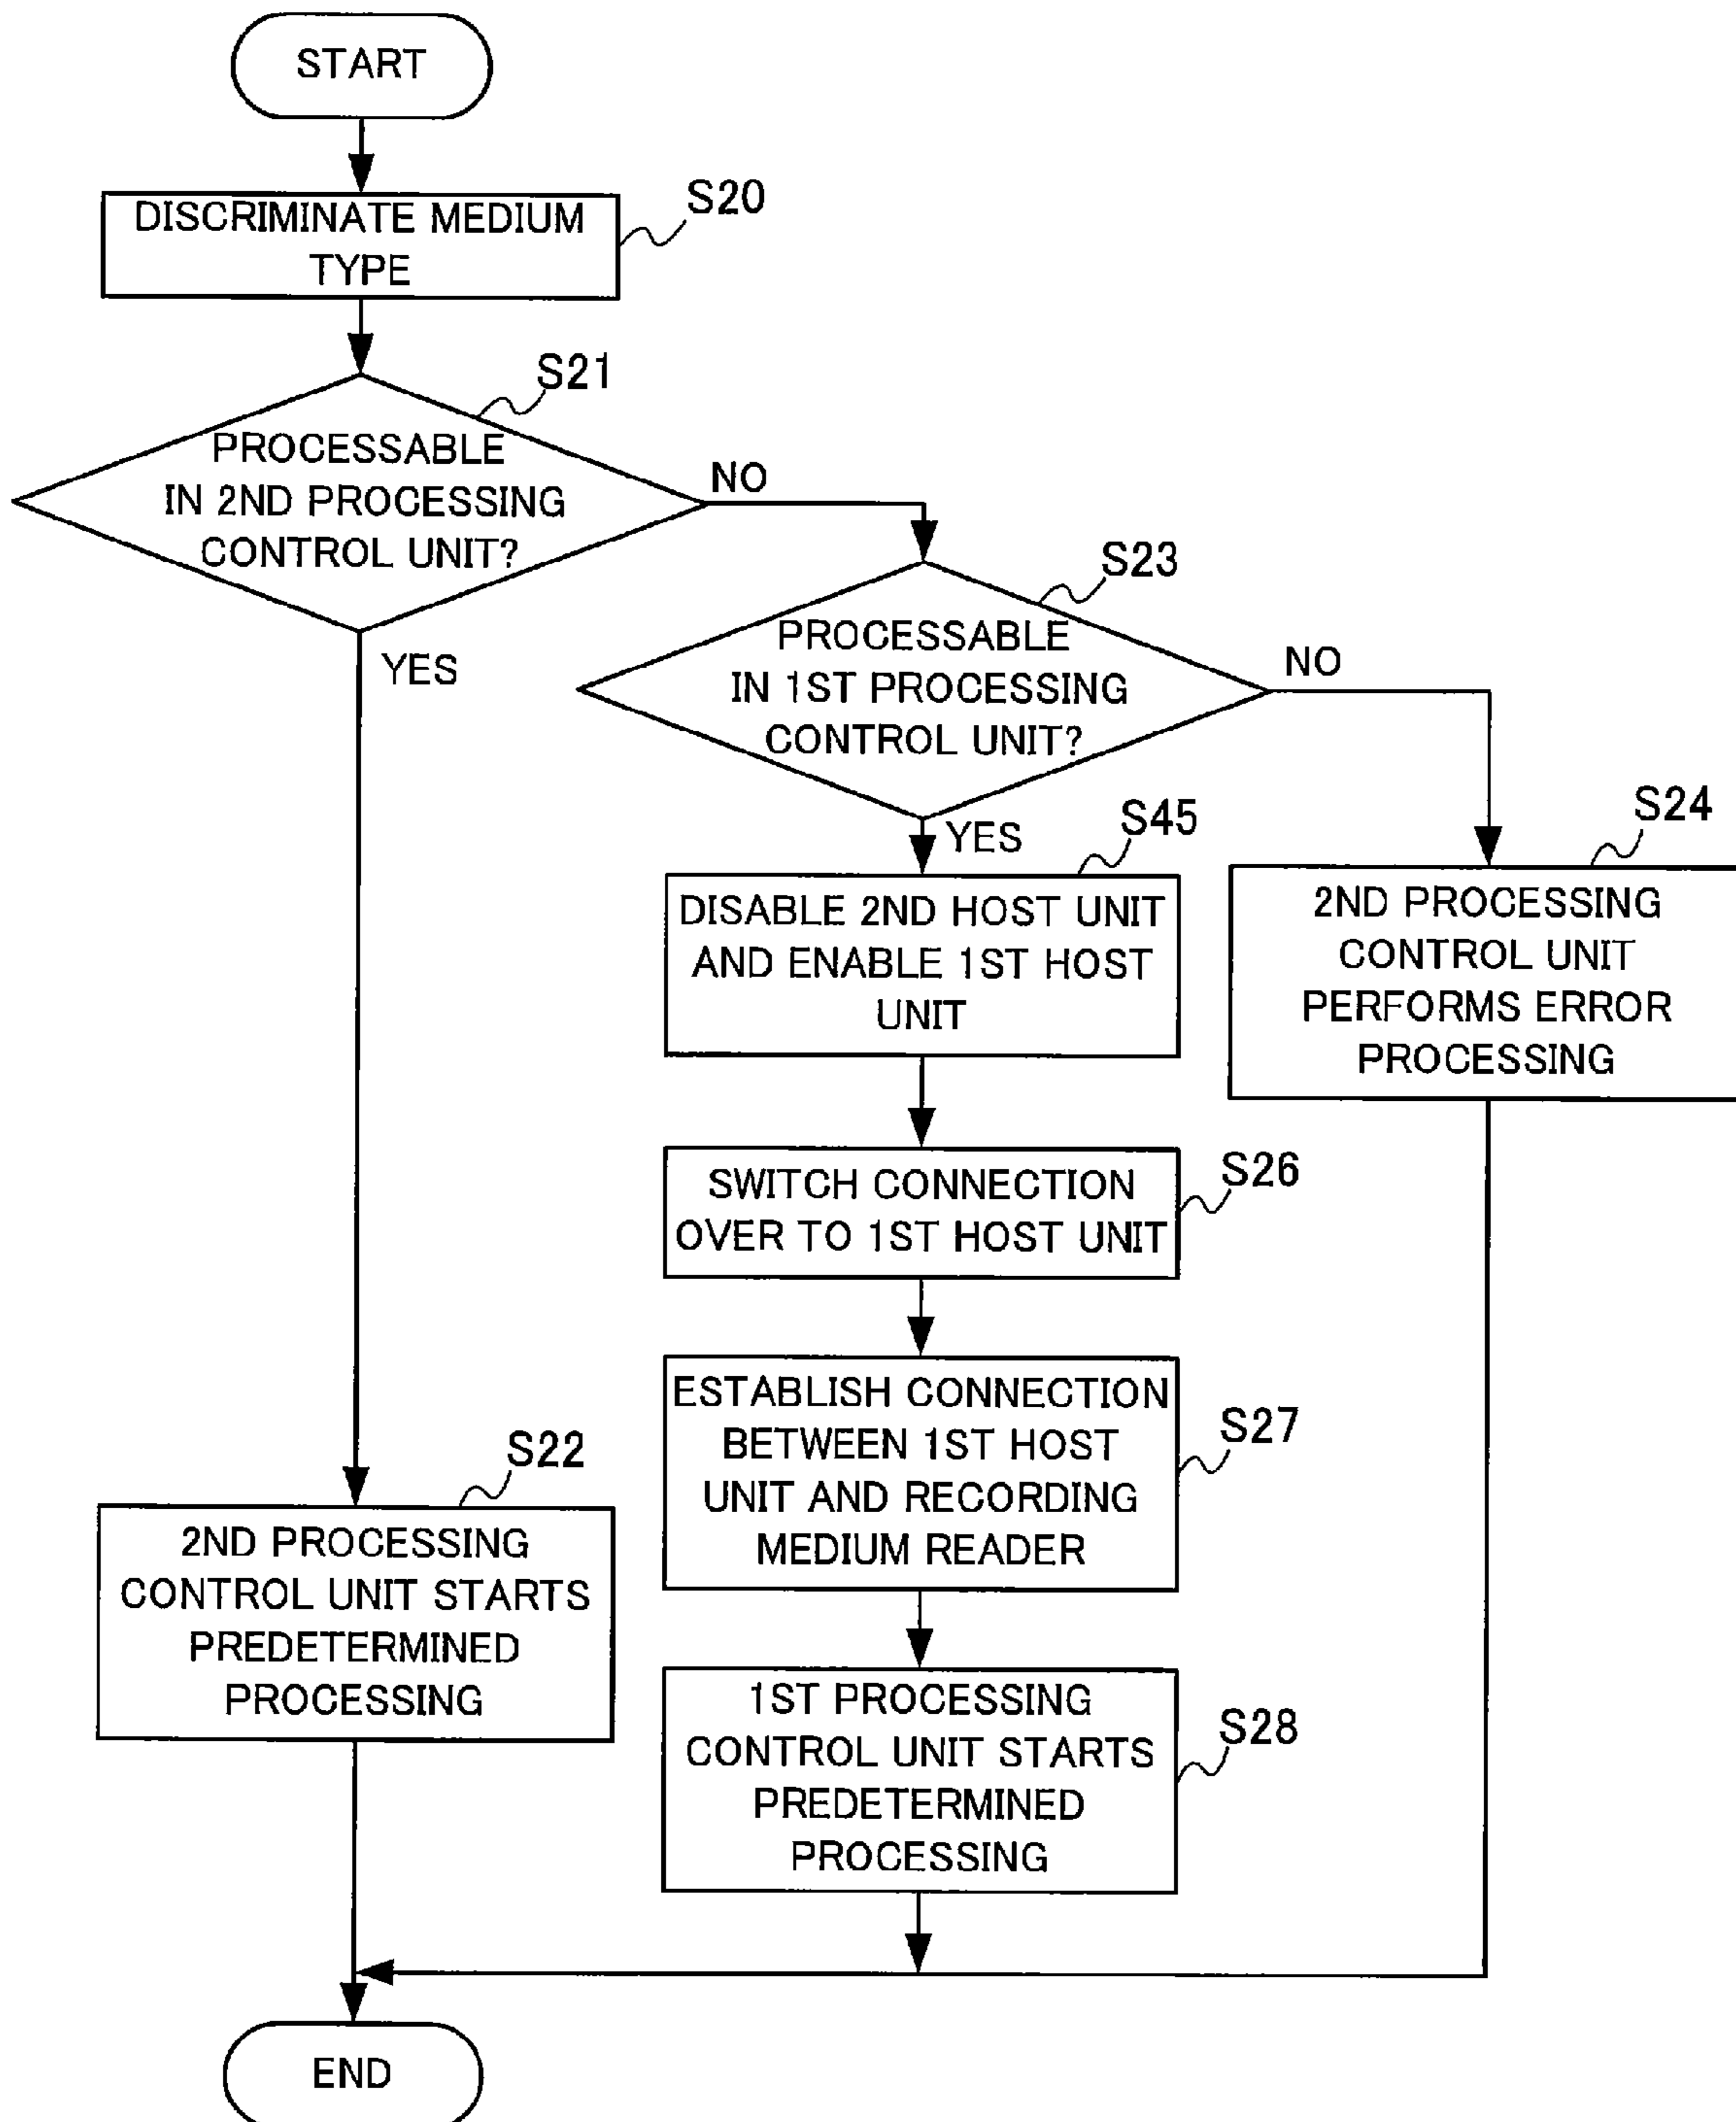 START
DISCRIMINATE MEDIUM
TYPE
S20
PROCESSABLE
IN 2ND PROCESSING
CONTROL UNIT?
S21
NO
YES
PROCESSABLE
IN 1ST PROCESSING
CONTROL UNIT?
S23
NO
YES
S45
DISABLE 2ND HOST UNIT
AND ENABLE 1ST HOST
UNIT
S24
2ND PROCESSING
CONTROL UNIT
PERFORMS ERROR
PROCESSING
SWITCH CONNECTION
OVER TO 1ST HOST UNIT
S26
ESTABLISH CONNECTION
BETWEEN 1ST HOST
UNIT AND RECORDING
MEDIUM READER
S27
S22
2ND PROCESSING
CONTROL UNIT STARTS
PREDETERMINED
PROCESSING
1ST PROCESSING
CONTROL UNIT STARTS
PREDETERMINED
PROCESSING
S28
END